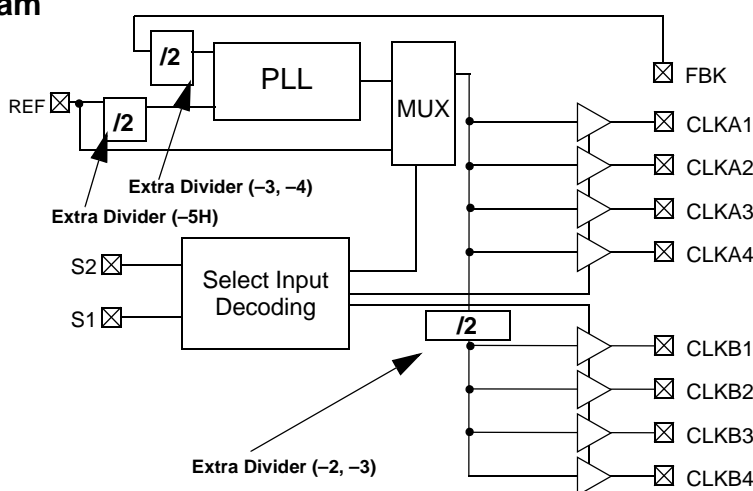 am
/2
PLL
FBK
REF
/2
MUX
CLKA1
CLKA2
Extra Divider (–3, –4)
CLKA3
Extra Divider (–5H)
CLKA4
S2
Select Input
Decoding
S1
/2
CLKB1
CLKB2
CLKB3
Extra Divider (–2, –3)
CLKB4